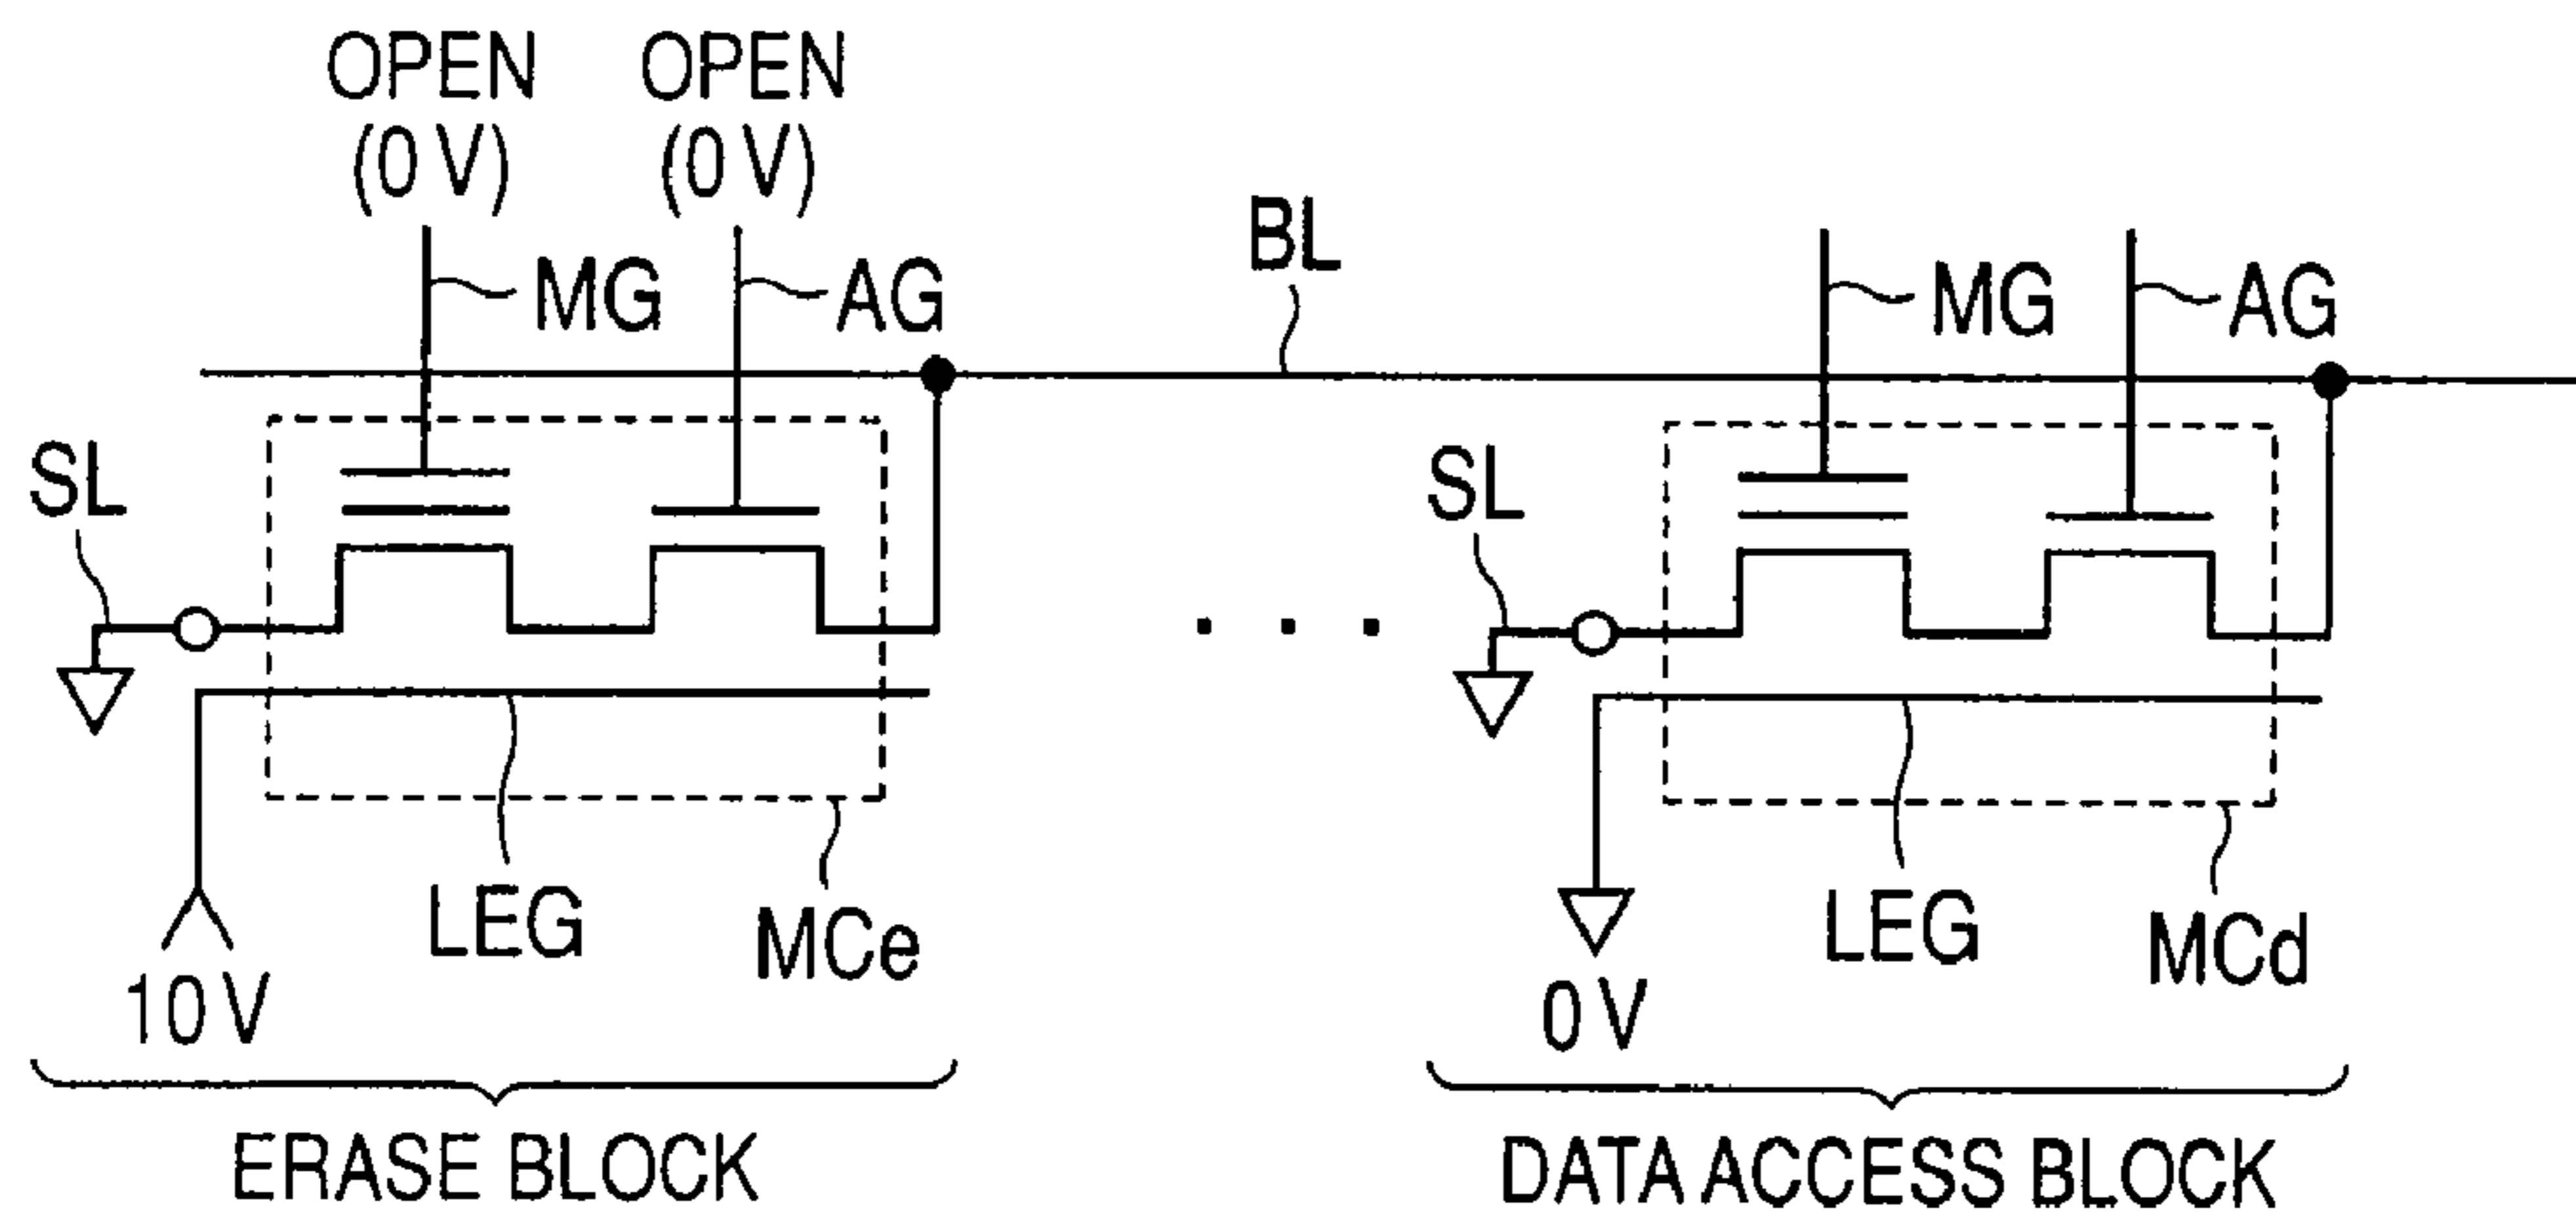 OPEN OPEN
(0 V) (0 V)
BL
MG AG MG AG
SL SL
LEG MCe LEG MCd
10 V 0 V
ERASE BLOCK DATA ACCESS BLOCK